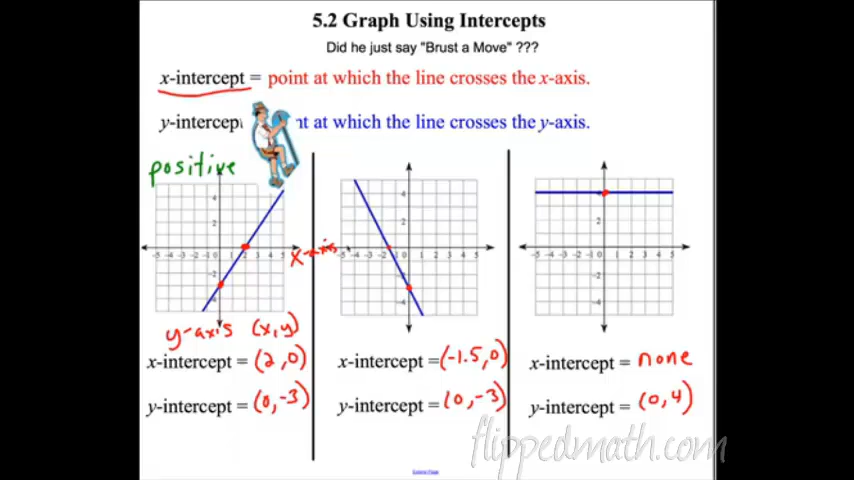 5.2 Graph Using Intercepts
Did he just say "Brust a Move" ???
x-intercept = point at which the line crosses the x-axis.
y-intercept nt at which the line crosses the y-axis.
positive
x-axis
y-axis (x,y)
x-intercept = (2,0)
y-intercept = (0,-3)
x-intercept = (-1.5,0)
y-intercept = (0,-3)
x-intercept = none
y-intercept = (0,4)
flippedmath.com